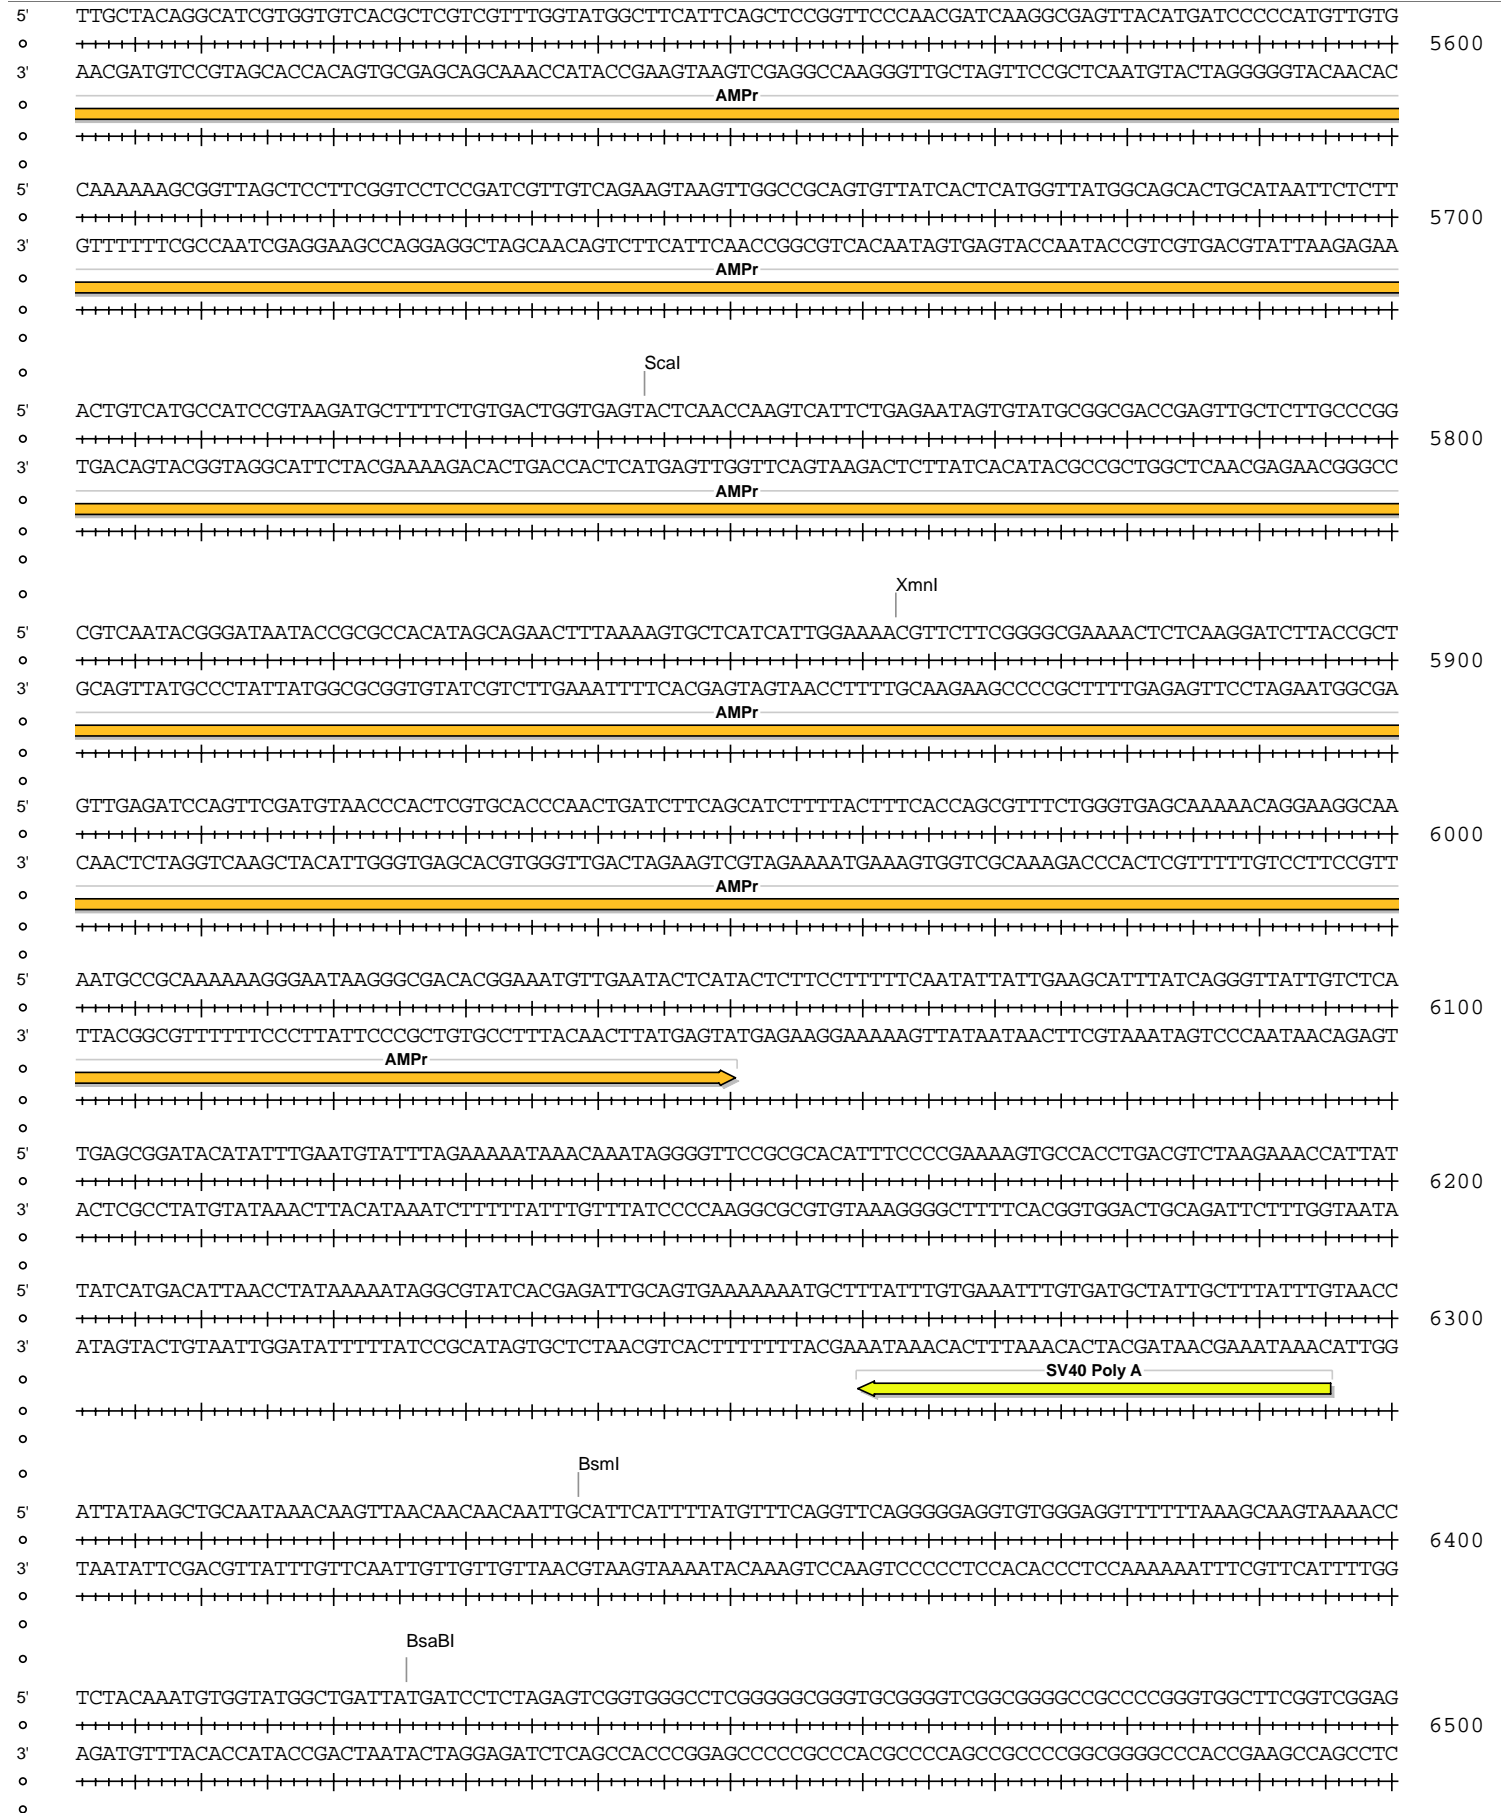 5' TTGCTACAGGCATCGTGGTGTCACGCTCGTCGTTTGGTATGGCTTCATTCAGCTCCGGTTCCCAACGATCAAGGCGAGTTACATGATCCCCCATGTTGTG
5600
3' AACGATGTCCGTAGCACCACAGTGCGAGCAGCAAACCATACCGAAGTAAGTCGAGGCCAAGGGTTGCTAGTTCCGCTCAATGTACTAGGGGGTACAACAC
AMPr
5' CAAAAAAGCGGTTAGCTCCTTCGGTCCTCCGATCGTTGTCAGAAGTAAGTTGGCCGCAGTGTTATCACTCATGGTTATGGCAGCACTGCATAATTCTCTT
5700
3' GTTTTTTCGCCAATCGAGGAAGCCAGGAGGCTAGCAACAGTCTTCATTCAACCGGCGTCACAATAGTGAGTACCAATACCGTCGTGACGTATTAAGAGAA
AMPr
ScaI
5' ACTGTCATGCCATCCGTAAGATGCTTTTCTGTGACTGGTGAGTACTCAACCAAGTCATTCTGAGAATAGTGTATGCGGCGACCGAGTTGCTCTTGCCCGG
5800
3' TGACAGTACGGTAGGCATTCTACGAAAAGACACTGACCACTCATGAGTTGGTTCAGTAAGACTCTTATCACATACGCCGCTGGCTCAACGAGAACGGGCC
AMPr
XmnI
5' CGTCAATACGGGATAATACCGCGCCACATAGCAGAACTTTAAAAGTGCTCATCATTGGAAAACGTTCTTCGGGGCGAAAACTCTCAAGGATCTTACCGCT
5900
3' GCAGTTATGCCCTATTATGGCGCGGTGTATCGTCTTGAAATTTTCACGAGTAGTAACCTTTTGCAAGAAGCCCCGCTTTTGAGAGTTCCTAGAATGGCGA
AMPr
5' GTTGAGATCCAGTTCGATGTAACCCACTCGTGCACCCAACTGATCTTCAGCATCTTTTACTTTCACCAGCGTTTCTGGGTGAGCAAAAACAGGAAGGCAA
6000
3' CAACTCTAGGTCAAGCTACATTGGGTGAGCACGTGGGTTGACTAGAAGTCGTAGAAAATGAAAGTGGTCGCAAAGACCCACTCGTTTTTGTCCTTCCGTT
AMPr
5' AATGCCGCAAAAAAGGGAATAAGGGCGACACGGAAATGTTGAATACTCATACTCTTCCTTTTTCAATATTATTGAAGCATTTATCAGGGTTATTGTCTCA
6100
3' TTACGGCGTTTTTTCCCTTATTCCCGCTGTGCCTTTACAACTTATGAGTATGAGAAGGAAAAAGTTATAATAACTTCGTAAATAGTCCCAATAACAGAGT
AMPr
5' TGAGCGGATACATATTTGAATGTATTTAGAAAAATAAACAAATAGGGGTTCCGCGCACATTTCCCCGAAAAGTGCCACCTGACGTCTAAGAAACCATTAT
6200
3' ACTCGCCTATGTATAAACTTACATAAATCTTTTTATTTGTTTATCCCCAAGGCGCGTGTAAAGGGGCTTTTCACGGTGGACTGCAGATTCTTTGGTAATA
5' TATCATGACATTAACCTATAAAAATAGGCGTATCACGAGATTGCAGTGAAAAAAATGCTTTATTTGTGAAATTTGTGATGCTATTGCTTTATTTGTAACC
6300
3' ATAGTACTGTAATTGGATATTTTTATCCGCATAGTGCTCTAACGTCACTTTTTTTACGAAATAAACACTTTAAACACTACGATAACGAAATAAACATTGG
SV40 Poly A
BsmI
5' ATTATAAGCTGCAATAAACAAGTTAACAACAACAATTGCATTCATTTTATGTTTCAGGTTCAGGGGGAGGTGTGGGAGGTTTTTTAAAGCAAGTAAAACC
6400
3' TAATATTCGACGTTATTTGTTCAATTGTTGTTGTTAACGTAAGTAAAATACAAAGTCCAAGTCCCCCTCCACACCCTCCAAAAAATTTCGTTCATTTTGG
BsaBI
5' TCTACAAATGTGGTATGGCTGATTATGATCCTCTAGAGTCGGTGGGCCTCGGGGGCGGGTGCGGGGTCGGCGGGGCCGCCCCGGGTGGCTTCGGTCGGAG
6500
3' AGATGTTTACACCATACCGACTAATACTAGGAGATCTCAGCCACCCGGAGCCCCCGCCCACGCCCCAGCCGCCCCGGCGGGGCCCACCGAAGCCAGCCTC